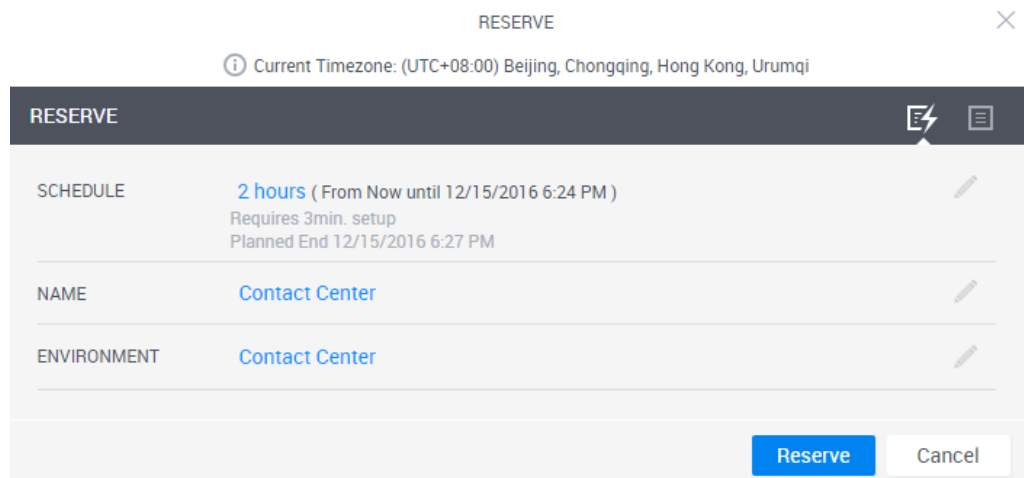 RESERVE
Current Timezone: (UTC+08:00) Beijing, Chongqing, Hong Kong, Urumqi
RESERVE
SCHEDULE 2 hours ( From Now until 12/15/2016 6:24 PM )
Requires 3min. setup
Planned End 12/15/2016 6:27 PM
NAME Contact Center
ENVIRONMENT Contact Center
Reserve Cancel